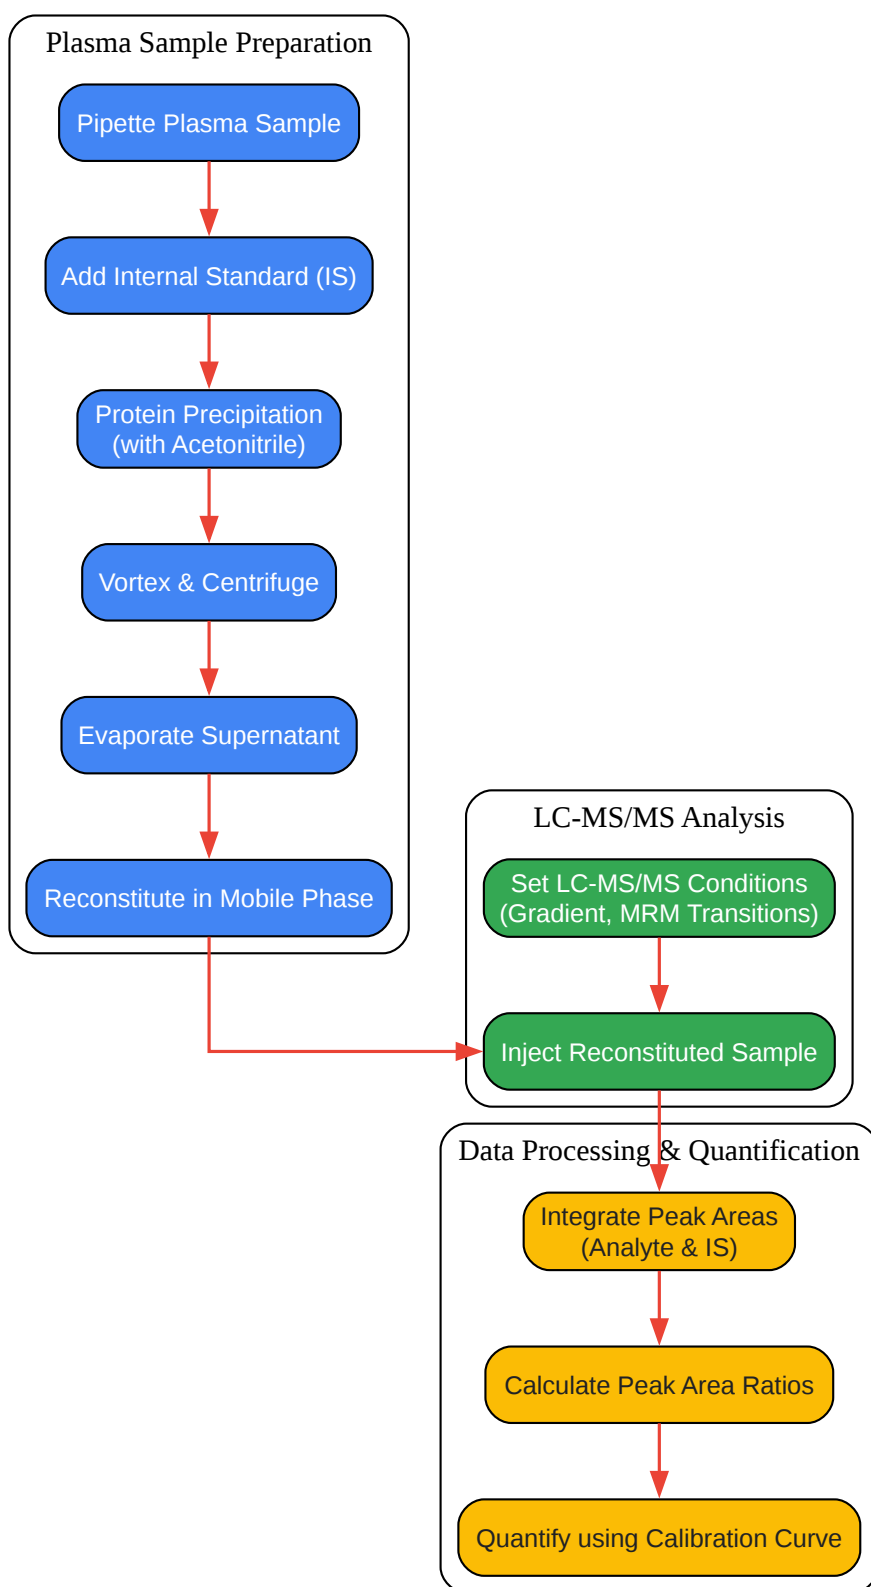 Plasma Sample Preparation
Pipette Plasma Sample
Add Internal Standard (IS)
Protein Precipitation
(with Acetonitrile)
Vortex & Centrifuge
Evaporate Supernatant
Reconstitute in Mobile Phase
LC-MS/MS Analysis
Set LC-MS/MS Conditions
(Gradient, MRM Transitions)
Inject Reconstituted Sample
Data Processing & Quantification
Integrate Peak Areas
(Analyte & IS)
Calculate Peak Area Ratios
Quantify using Calibration Curve